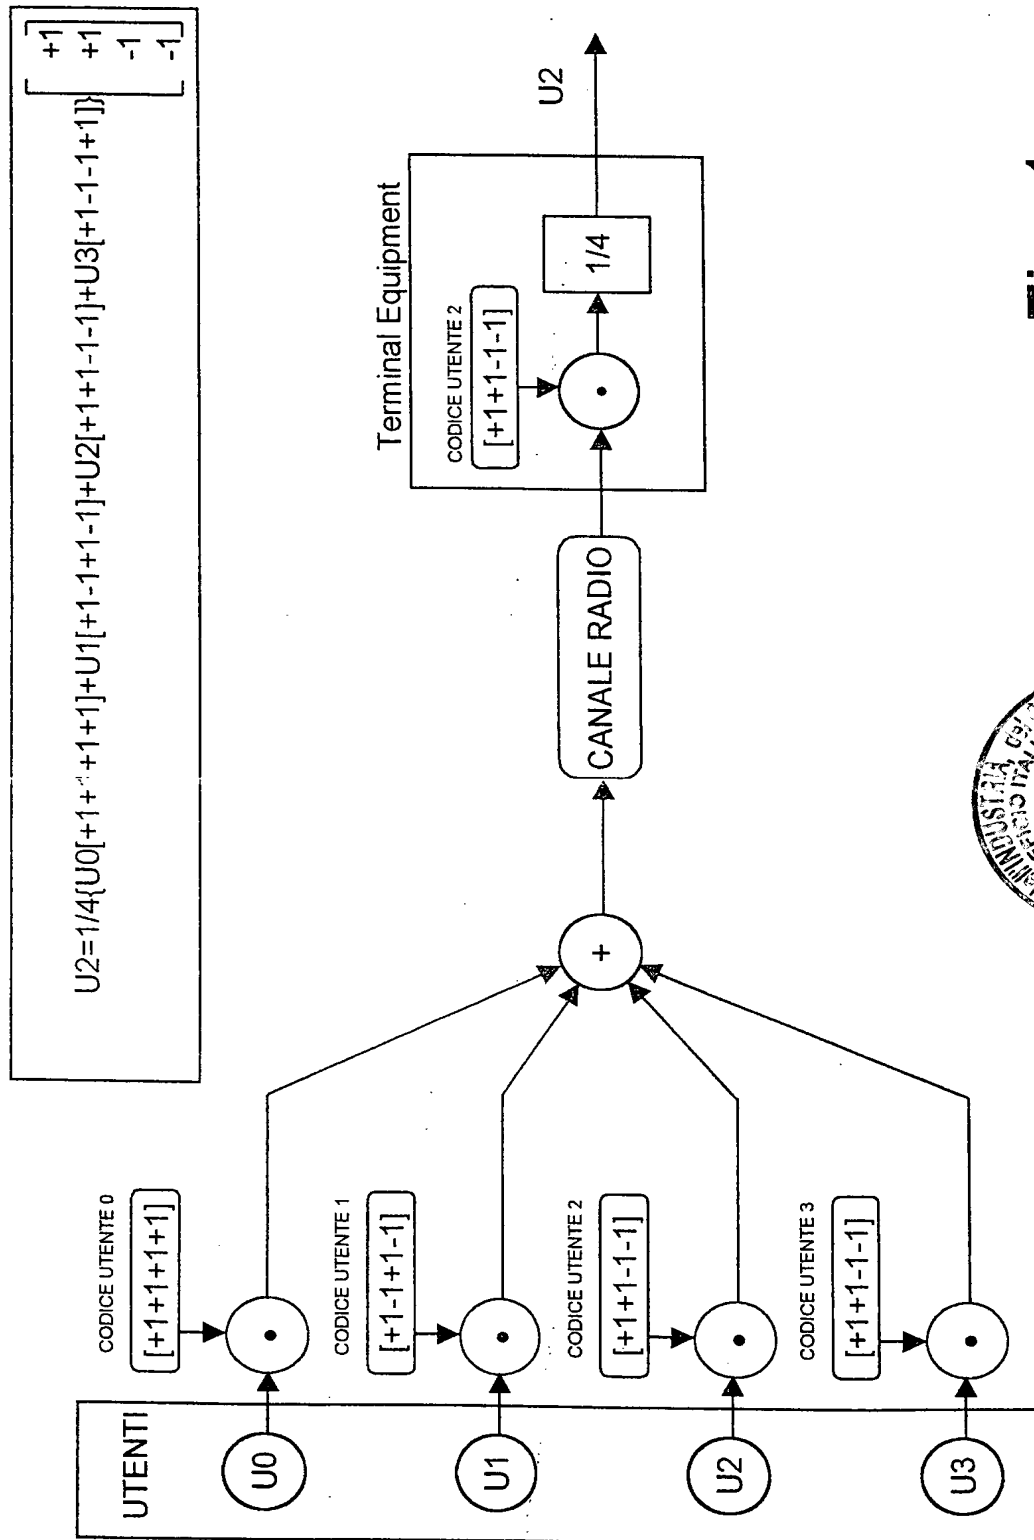 U2=1/4{U0[+1+1+1+1]+U1[+1-1+1-1]+U2[+1+1-1-1]+U3[+1-1-1+1]}
+1
+1
-1
-1
UTENTI
U0
CODICE UTENTE 0
[+1+1+1+1]
U1
CODICE UTENTE 1
[+1-1+1-1]
U2
CODICE UTENTE 2
[+1+1-1-1]
U3
CODICE UTENTE 3
[+1+1-1-1]
+
CANALE RADIO
Terminal Equipment
CODICE UTENTE 2
[+1+1-1-1]
1/4
U2